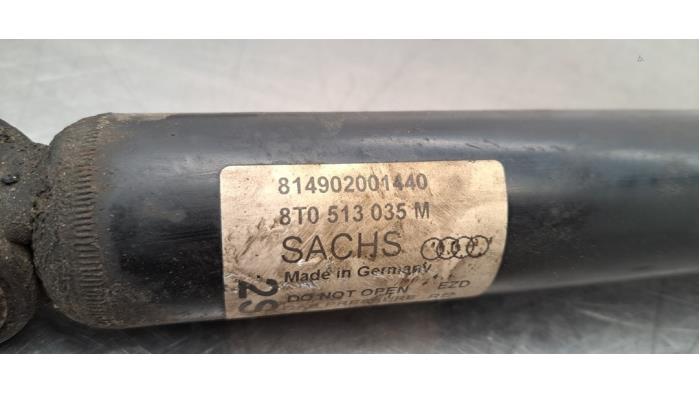 814902001440
8T0 513 035 M
SACHS
Made in Germany
DO NOT OPEN EZD